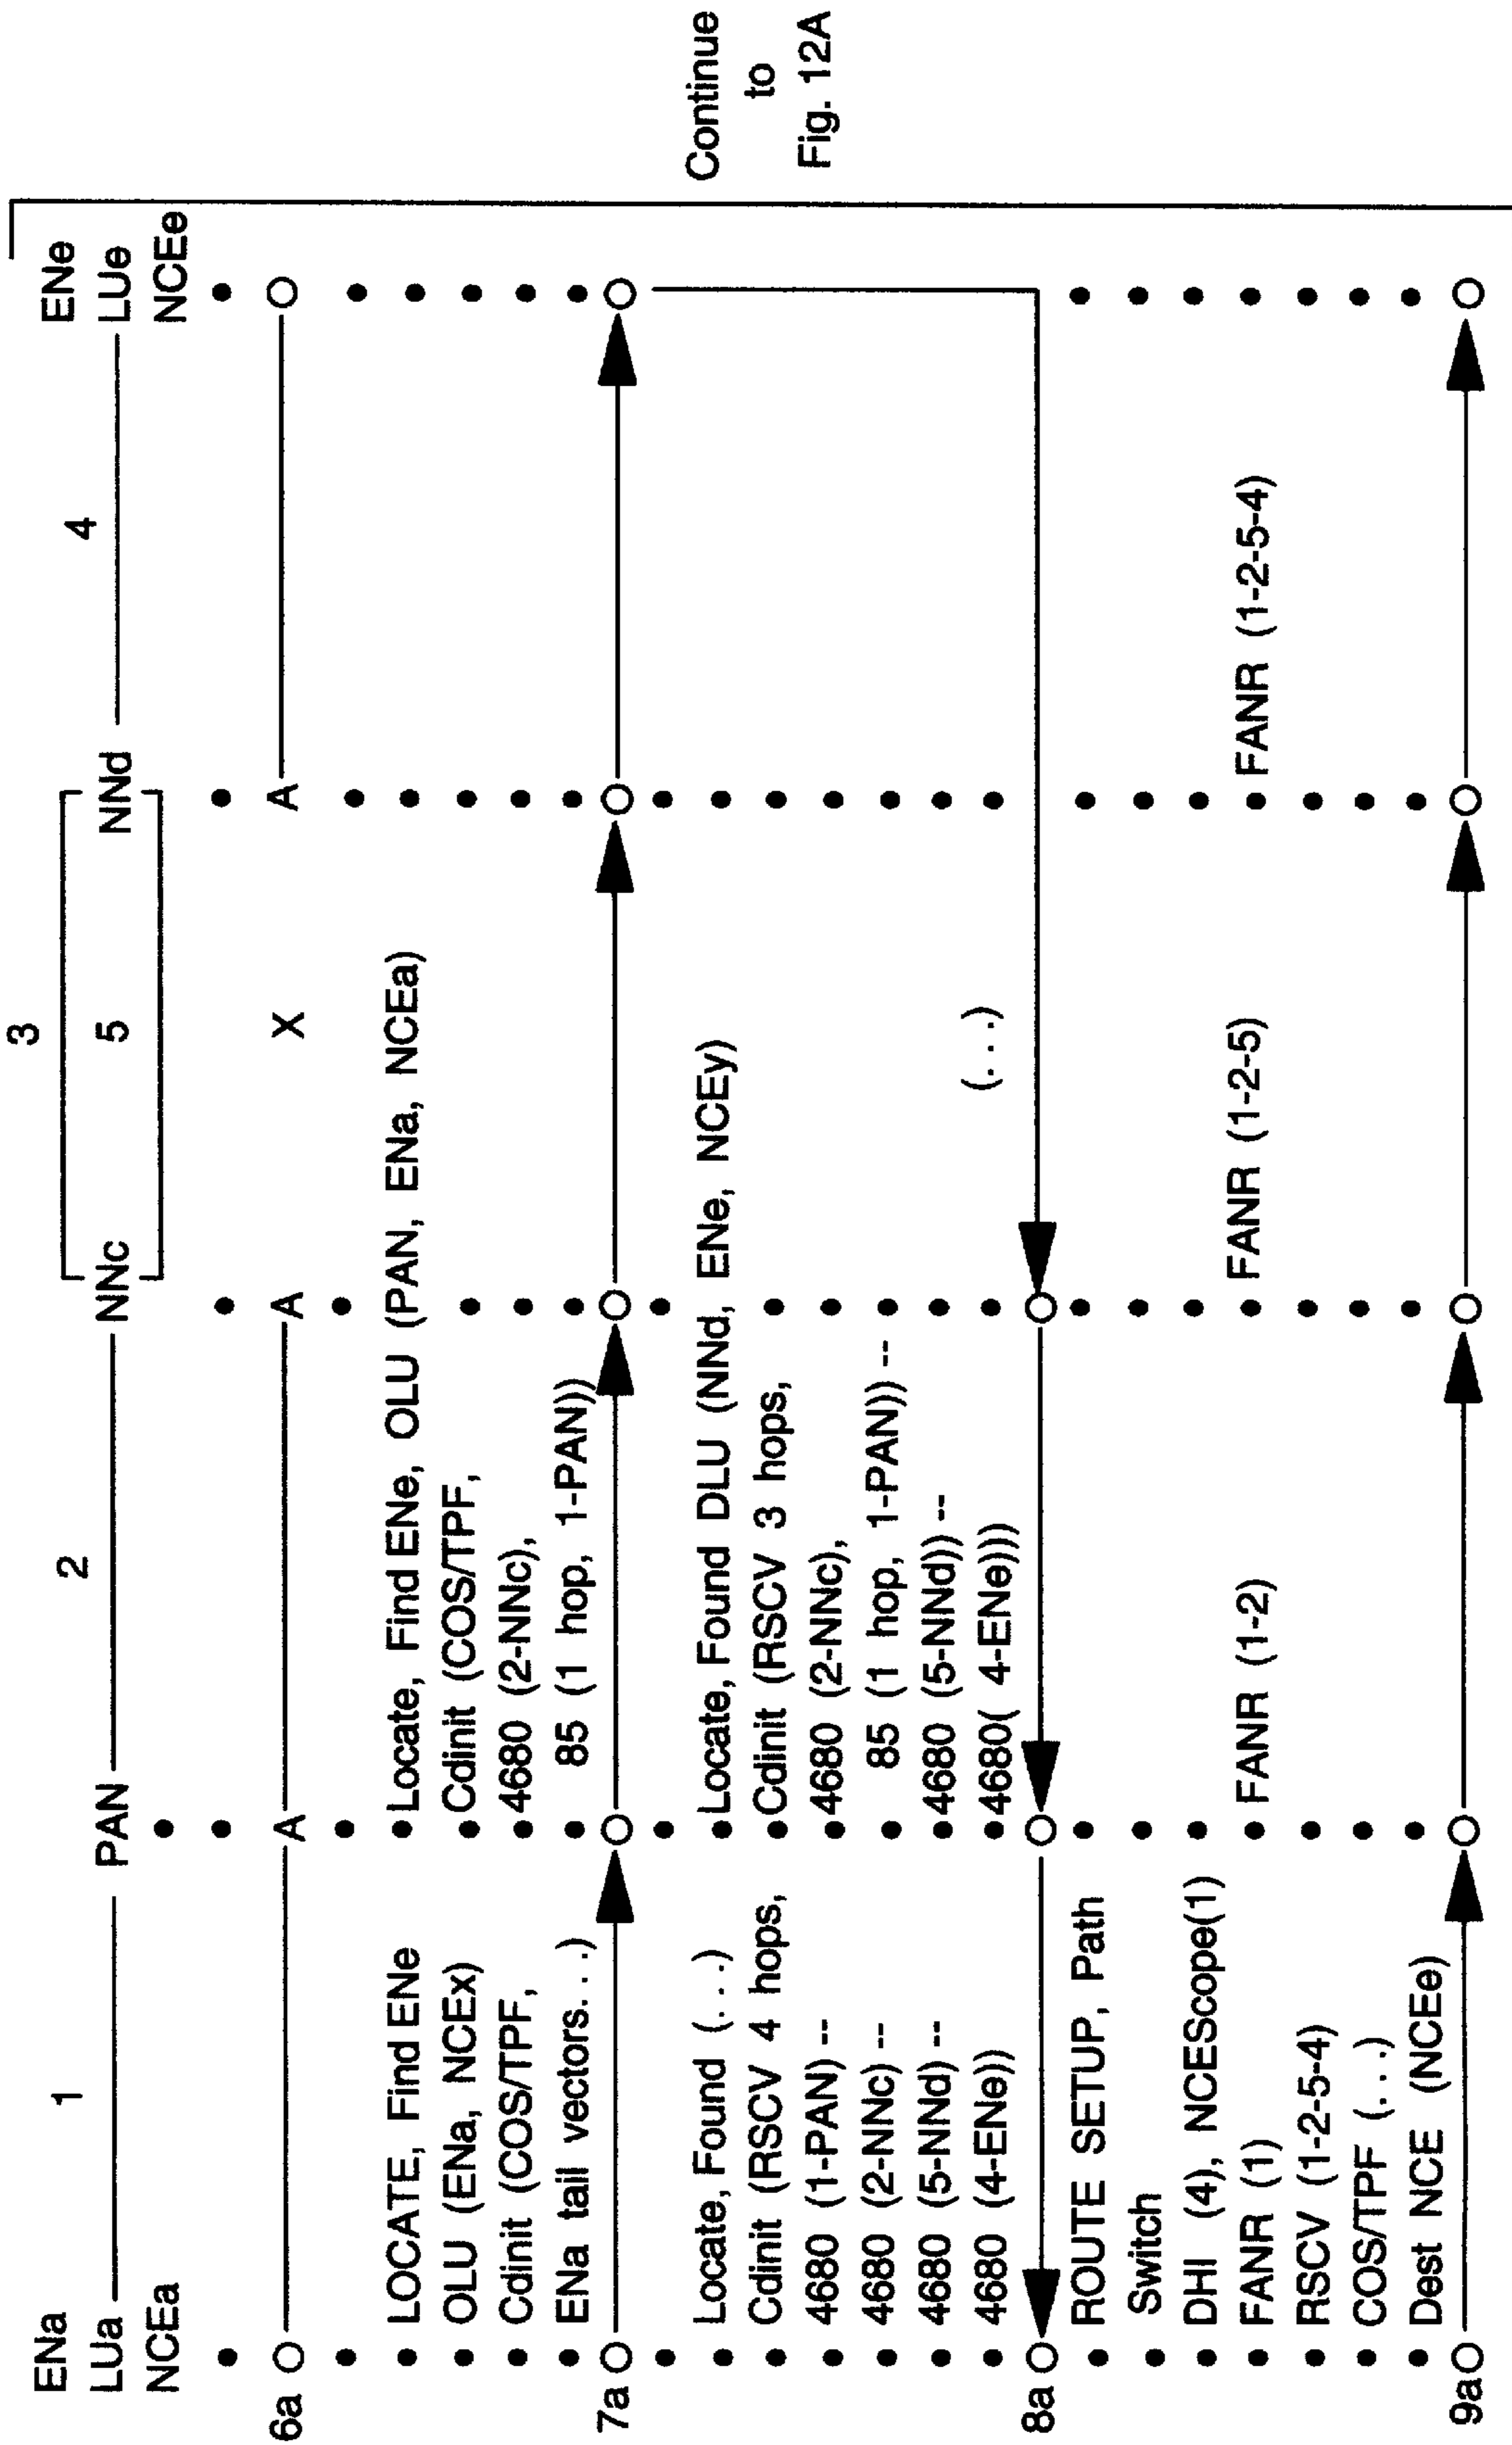 ENa
LUa
NCEa
1
PAN
2
NNc
3
5
NNd
4
ENe
LUe
NCEe
6a
A
A
X
A
LOCATE, Find ENe
OLU (ENa, NCEx)
Cdinit (COS/TPF,
ENa tail vectors. . .)
Locate, Find ENe, OLU (PAN, ENa, NCEa)
Cdinit (COS/TPF,
4680 (2-NNc),
85 (1 hop, 1-PAN))
7a
Locate, Found (. . .)
Cdinit (RSCV 4 hops,
4680 (1-PAN) --
4680 (2-NNc) --
4680 (5-NNd) --
4680 (4-ENe))
Locate, Found DLU (NNd, ENe, NCEy)
Cdinit (RSCV 3 hops,
4680 (2-NNc),
85 (1 hop, 1-PAN)) --
4680 (5-NNd)) --
4680( 4-ENe)))
(. . .)
8a
ROUTE SETUP, Path
Switch
DHI (4), NCEScope(1)
FANR (1)
RSCV (1-2-5-4)
COS/TPF (. . .)
Dest NCE (NCEe)
FANR (1-2)
FANR (1-2-5)
FANR (1-2-5-4)
9a
Continue
to
Fig. 12A